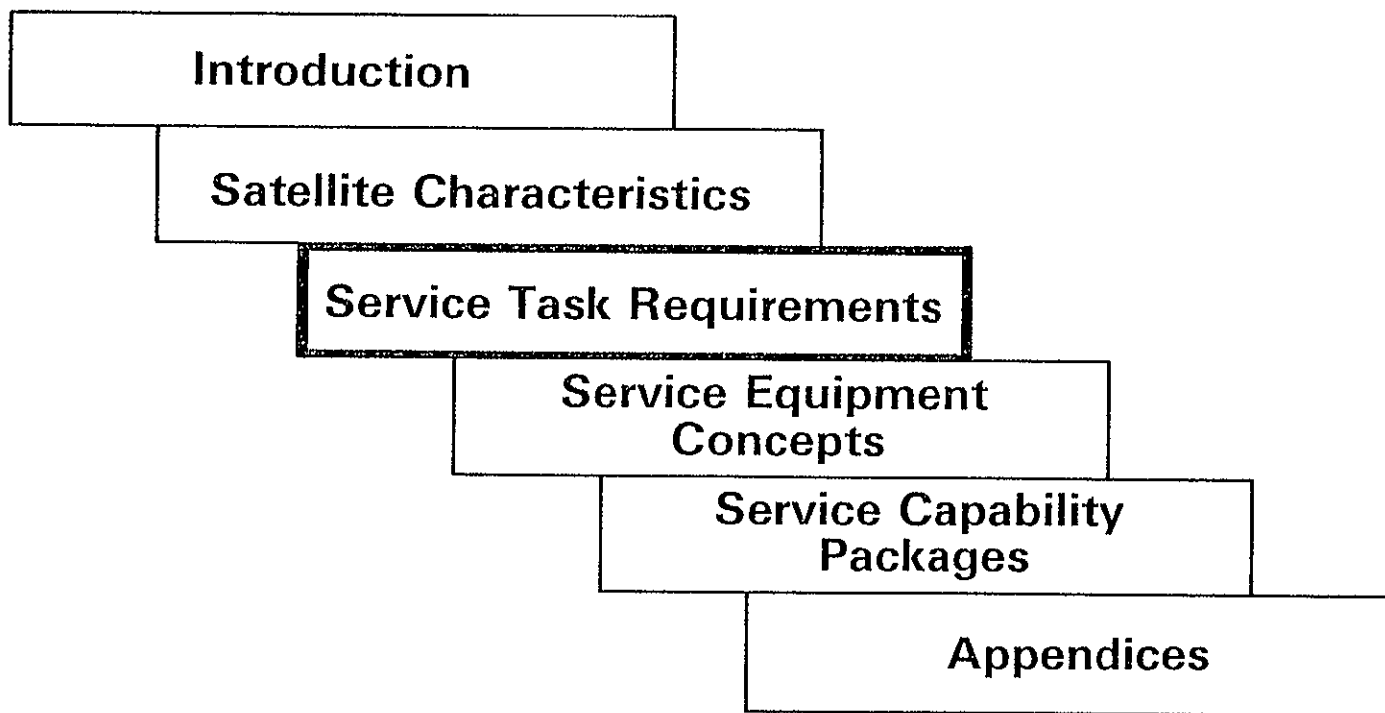 Introduction
Satellite Characteristics
Service Task Requirements
Service Equipment
Concepts
Service Capability
Packages
Appendices